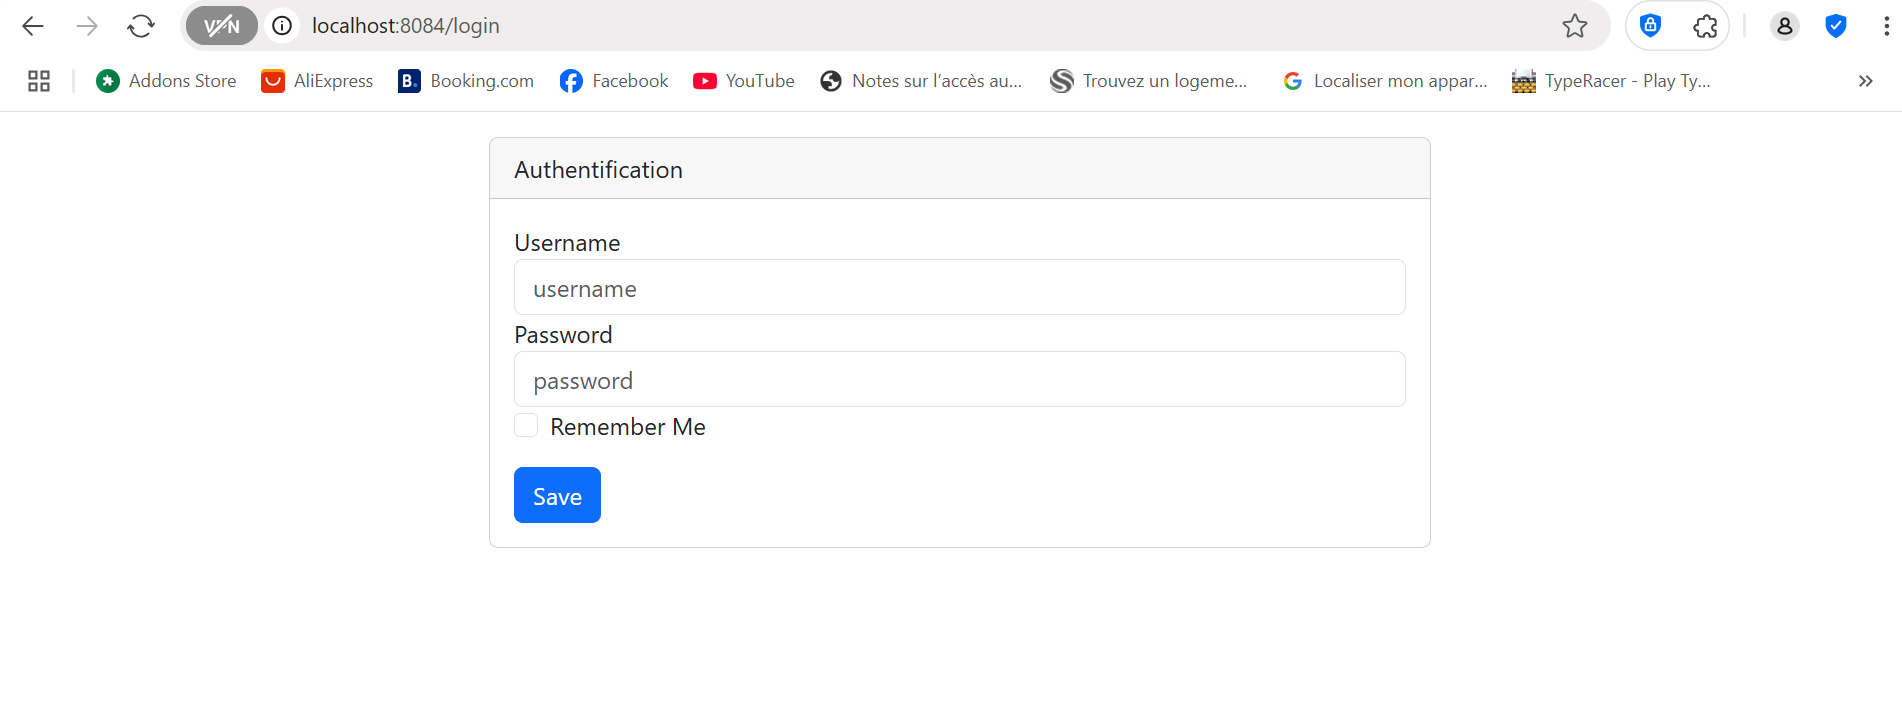 VPN localhost:8084/login
Addons Store AliExpress B. Booking.com Facebook YouTube Notes sur l'accès au... Trouvez un logeme... Localiser mon appar... TypeRacer - Play Ty...
Authentification
Username
username
Password
password
Remember Me
Save